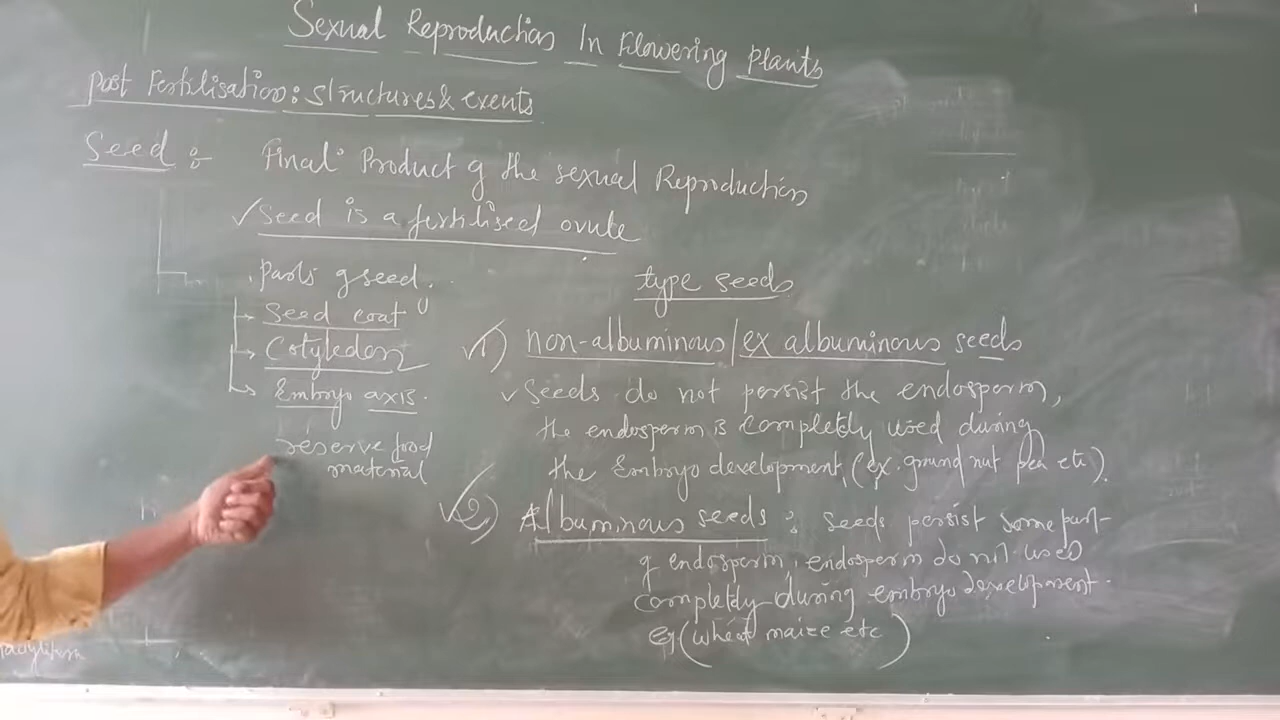 Sexual Reproduction In Flowering Plants
Post Fertilisation: Structures & events
Seed :- Final Product of the sexual Reproduction
✓ Seed is a fertilised ovule
Parts of seed.
→ Seed coat
→ Cotyledons
→ Embryo axis.
reserve food
material
type seeds
✓ 1) non-albuminous / ex albuminous seeds
✓ Seeds do not persist the endosperm,
the endosperm is completely used during
the Embryo development, (ex: ground nut pea etc).
✓ 2) Albuminous seeds : seeds persist some part
of endosperm, endosperm do not used
completely during embryo development.
eg (wheat maize etc)